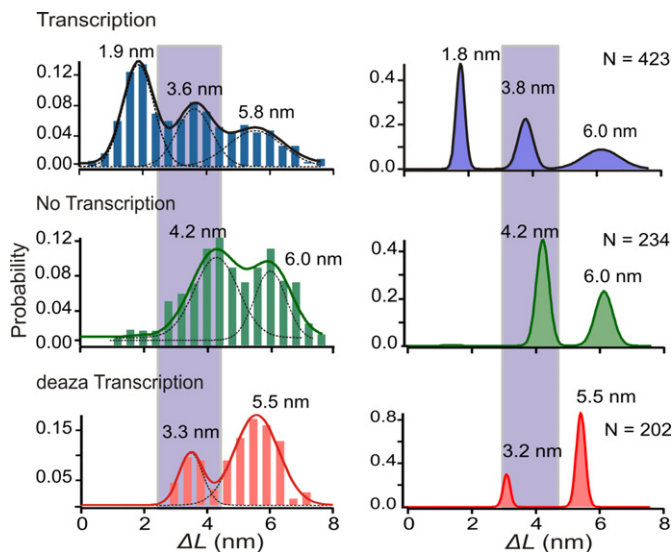 Transcription
1.9 nm
3.6 nm
5.8 nm
0.12
0.08
0.04
0.00
1.8 nm
3.8 nm
6.0 nm
N = 423
0.4
0.2
0.0
No Transcription
4.2 nm
6.0 nm
0.12
0.08
0.04
0.00
4.2 nm
6.0 nm
N = 234
0.4
0.2
0.0
Probability
deaza Transcription
3.3 nm
5.5 nm
0.15
0.10
0.05
3.2 nm
5.5 nm
N = 202
0.8
0.4
0.0
0 2 4 6 8
ΔL (nm)
0 2 4 6 8
ΔL (nm)